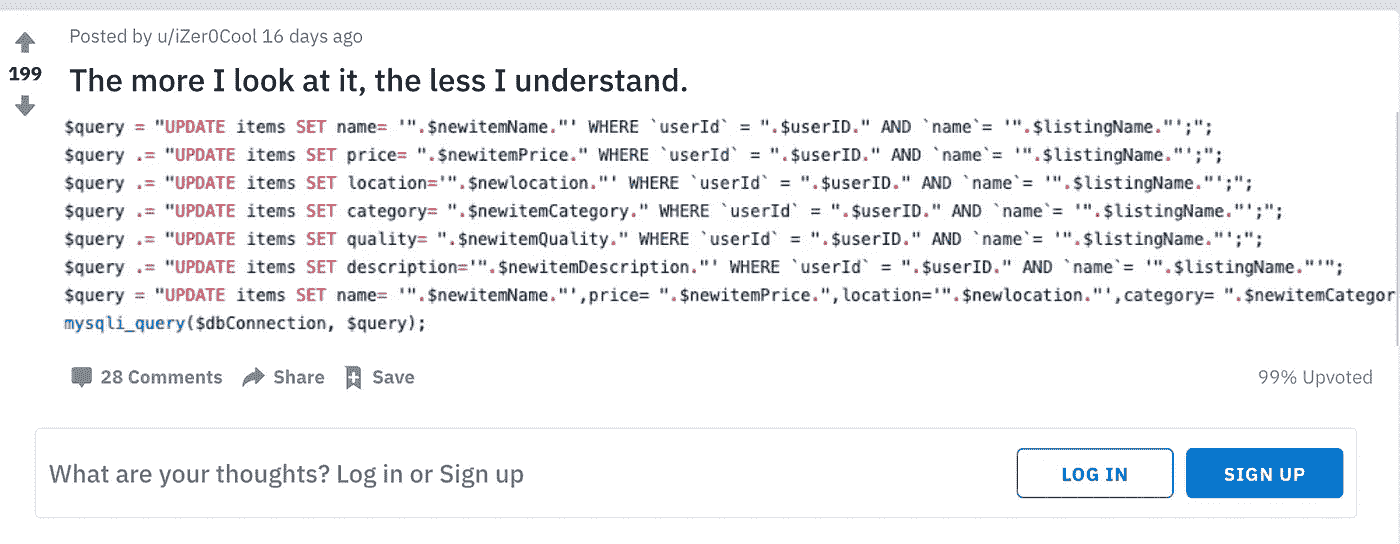 Posted by u/iZer0Cool 16 days ago
199
The more I look at it, the less I understand.
$query = "UPDATE items SET name= '".$newitemName."' WHERE `userId` = ".$userID." AND `name`= '".$listingName."';";
$query .= "UPDATE items SET price= ".$newitemPrice." WHERE `userId` = ".$userID." AND `name`= '".$listingName."';";
$query .= "UPDATE items SET location='".$newlocation."' WHERE `userId` = ".$userID." AND `name`= '".$listingName."';";
$query .= "UPDATE items SET category= ".$newitemCategory." WHERE `userId` = ".$userID." AND `name`= '".$listingName."';";
$query .= "UPDATE items SET quality= ".$newitemQuality." WHERE `userId` = ".$userID." AND `name`= '".$listingName."';";
$query .= "UPDATE items SET description='".$newitemDescription."' WHERE `userId` = ".$userID." AND `name`= '".$listingName."'";
$query = "UPDATE items SET name= '".$newitemName."',price= ".$newitemPrice.",location='".$newlocation."',category= ".$newitemCategor
mysqli_query($dbConnection, $query);
28 Comments Share Save 99% Upvoted
What are your thoughts? Log in or Sign up LOG IN SIGN UP